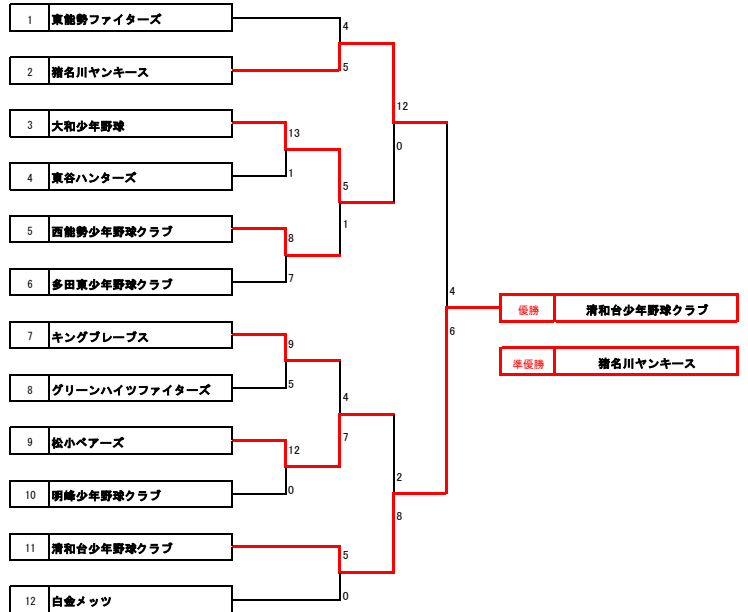 1 東能勢ファイターズ
4
2 猪名川ヤンキース
5
12
3 大和少年野球
13
0
4 東谷ハンターズ
1
5
5 西能勢少年野球クラブ
8
1
6 多田東少年野球クラブ
7
4
優勝 清和台少年野球クラブ
6
7 キングブレーブス
9
準優勝 猪名川ヤンキース
8 グリーンハイツファイターズ
5
4
9 松小ベアーズ
12
7
10 明峰少年野球クラブ
0
2
8
11 清和台少年野球クラブ
5
12 白金メッツ
0